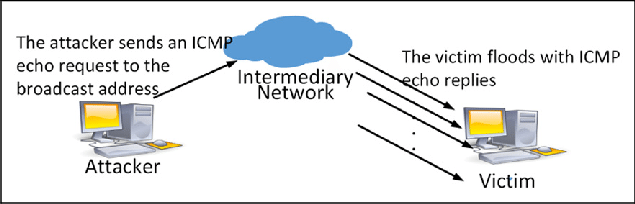 The attacker sends an ICMP
echo request to the
broadcast address
Attacker
Intermediary
Network
The victim floods with ICMP
echo replies
Victim